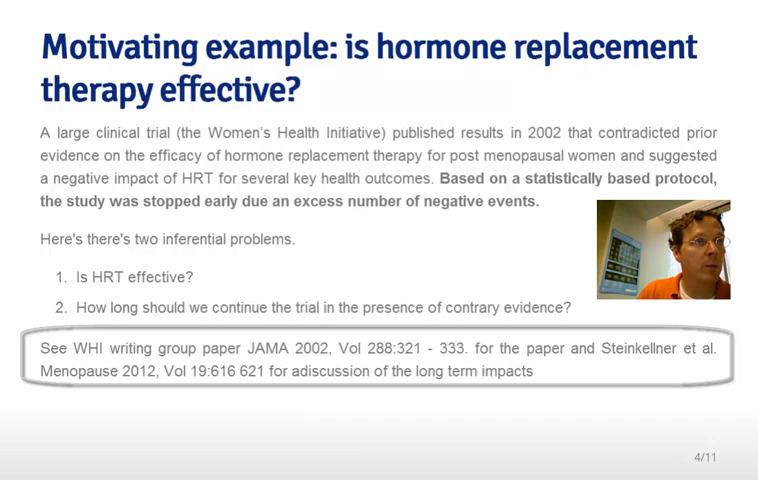 Motivating example: is hormone replacement
therapy effective?
A large clinical trial (the Women's Health Initiative) published results in 2002 that contradicted prior
evidence on the efficacy of hormone replacement therapy for post menopausal women and suggested
a negative impact of HRT for several key health outcomes. Based on a statistically based protocol,
the study was stopped early due an excess number of negative events.
Here's there's two inferential problems.
1. Is HRT effective?
2. How long should we continue the trial in the presence of contrary evidence?
See WHI writing group paper JAMA 2002, Vol 288:321 - 333. for the paper and Steinkellner et al.
Menopause 2012, Vol 19:616 621 for adiscussion of the long term impacts
4/11